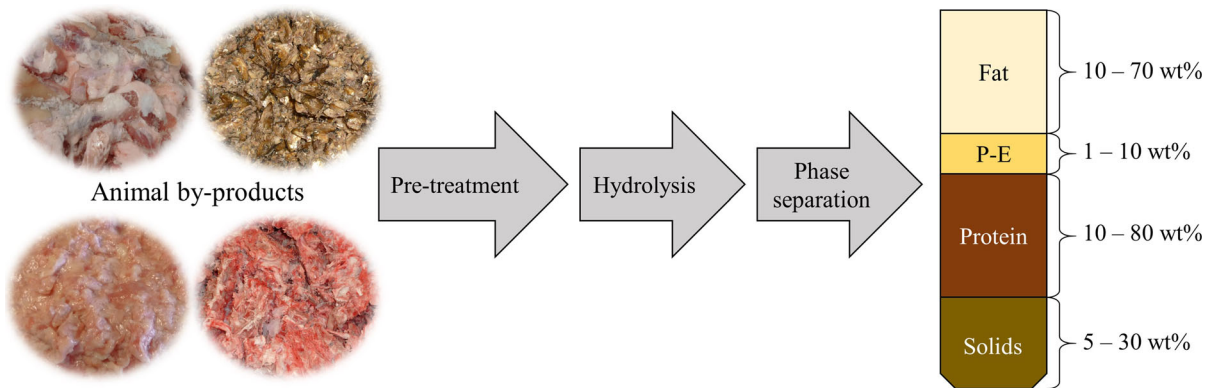 Animal by-products
Pre-treatment
Hydrolysis
Phase
separation
Fat
10 – 70 wt%
P-E
1 – 10 wt%
Protein
10 – 80 wt%
Solids
5 – 30 wt%